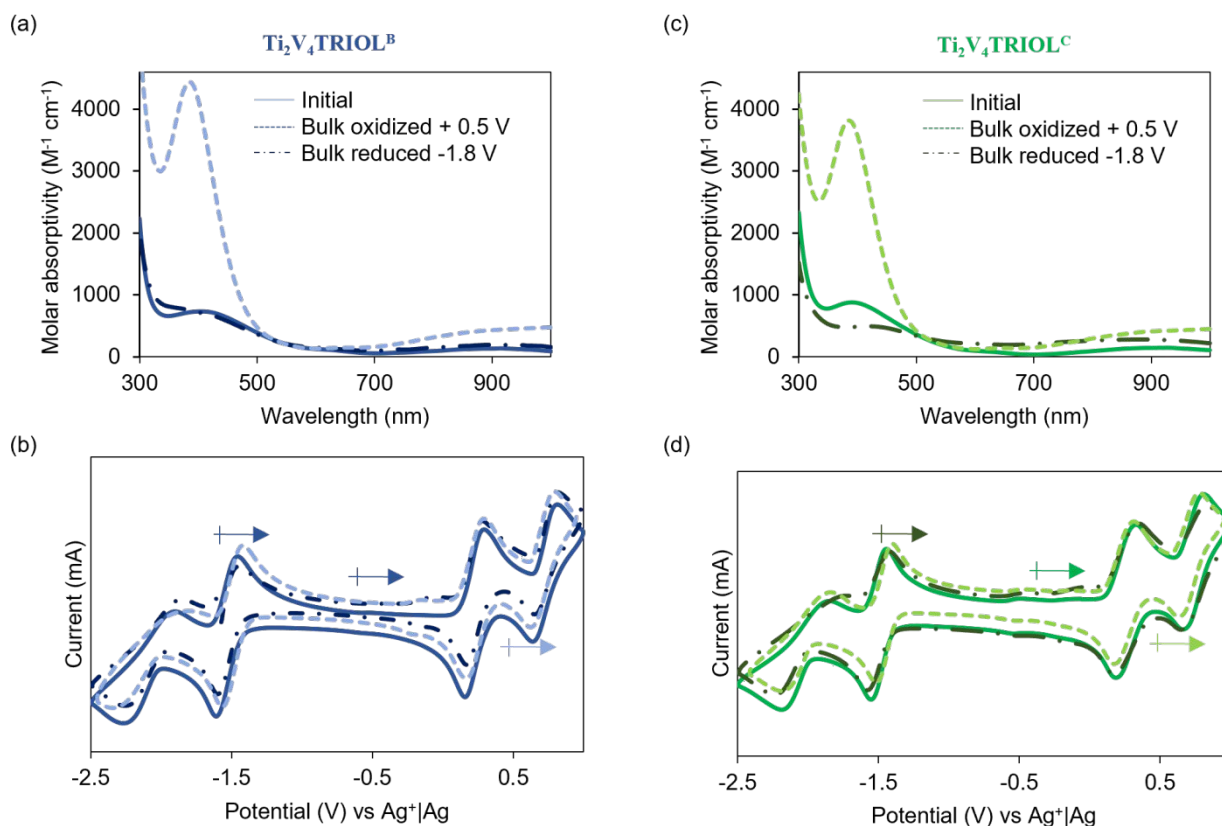 (a)
Ti₂V₄TRIOLᴮ
Initial
Bulk oxidized + 0.5 V
Bulk reduced -1.8 V
Molar absorptivity (M⁻¹ cm⁻¹)
4000
3000
2000
1000
0
300
500
700
900
Wavelength (nm)
(b)
Current (mA)
-2.5
-1.5
-0.5
0.5
Potential (V) vs Ag⁺|Ag
(c)
Ti₂V₄TRIOLᶜ
Initial
Bulk oxidized + 0.5 V
Bulk reduced -1.8 V
Molar absorptivity (M⁻¹ cm⁻¹)
4000
3000
2000
1000
0
300
500
700
900
Wavelength (nm)
(d)
Current (mA)
-2.5
-1.5
-0.5
0.5
Potential (V) vs Ag⁺|Ag